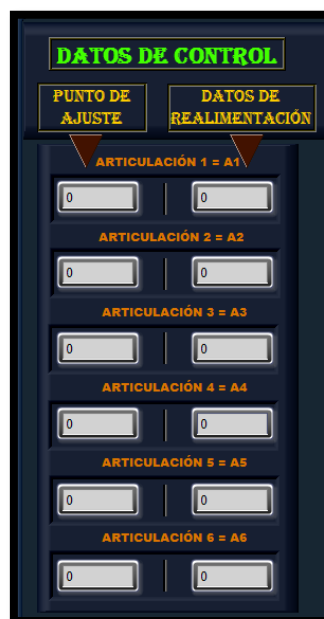 DATOS DE CONTROL
PUNTO DE
AJUSTE
DATOS DE
REALIMENTACIÓN
ARTICULACIÓN 1 = A1
0 0
ARTICULACIÓN 2 = A2
0 0
ARTICULACIÓN 3 = A3
0 0
ARTICULACIÓN 4 = A4
0 0
ARTICULACIÓN 5 = A5
0 0
ARTICULACIÓN 6 = A6
0 0